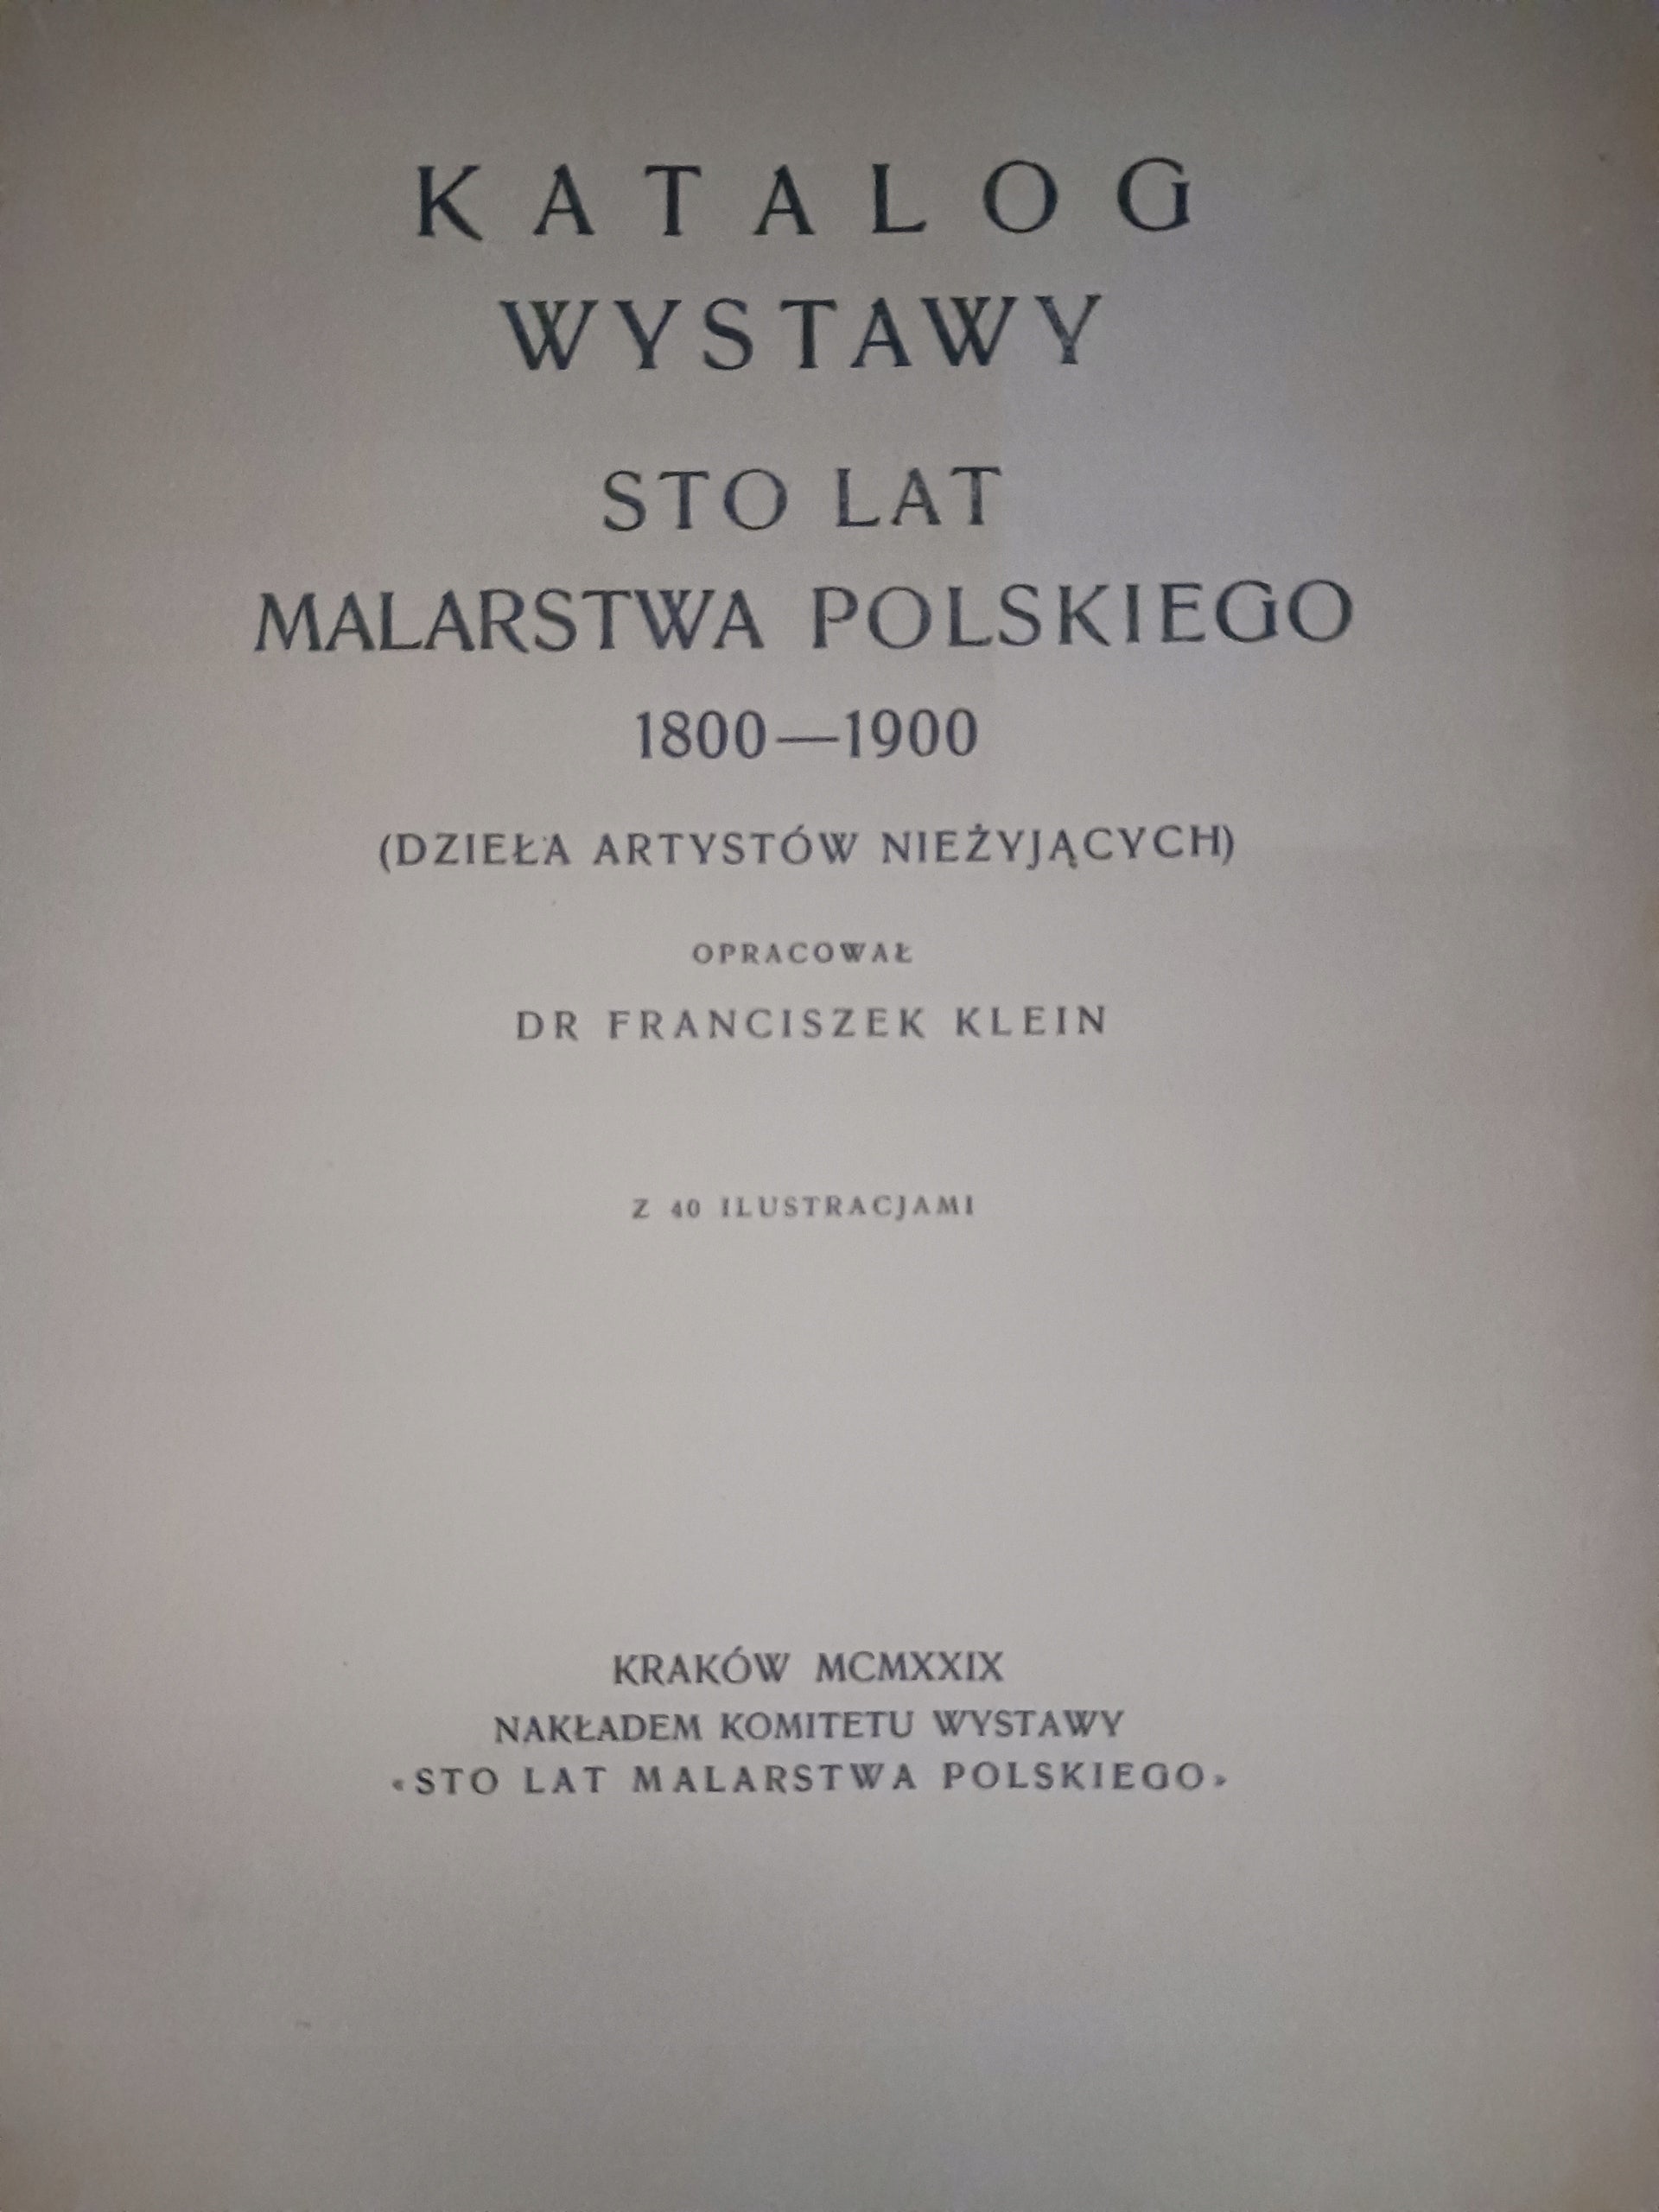 KATALOG
WYSTAWY
STO LAT
MALARSTWA POLSKIEGO
1800—1900
(DZIEŁA ARTYSTÓW NIEŻYJĄCYCH)
OPRACOWAŁ
DR FRANCISZEK KLEIN
Z 40 ILUSTRACJAMI
KRAKÓW MCMXXIX
NAKŁADEM KOMITETU WYSTAWY
«STO LAT MALARSTWA POLSKIEGO»